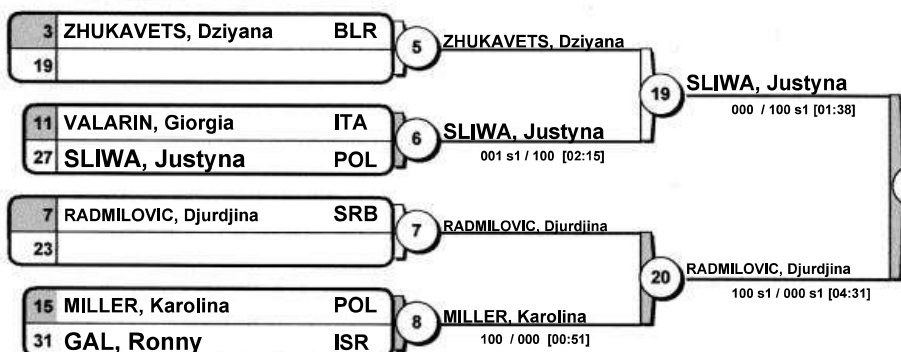 3 ZHUKAVETS, Dziyana BLR
19
5
ZHUKAVETS, Dziyana
11 VALARIN, Giorgia ITA
27 SLIWA, Justyna POL
6
SLIWA, Justyna
001 s1 / 100 [02:15]
19
SLIWA, Justyna
000 / 100 s1 [01:38]
7 RADMILOVIC, Djurdjina SRB
23
7
RADMILOVIC, Djurdjina
15 MILLER, Karolina POL
31 GAL, Ronny ISR
8
MILLER, Karolina
100 / 000 [00:51]
20
RADMILOVIC, Djurdjina
100 s1 / 000 s1 [04:31]